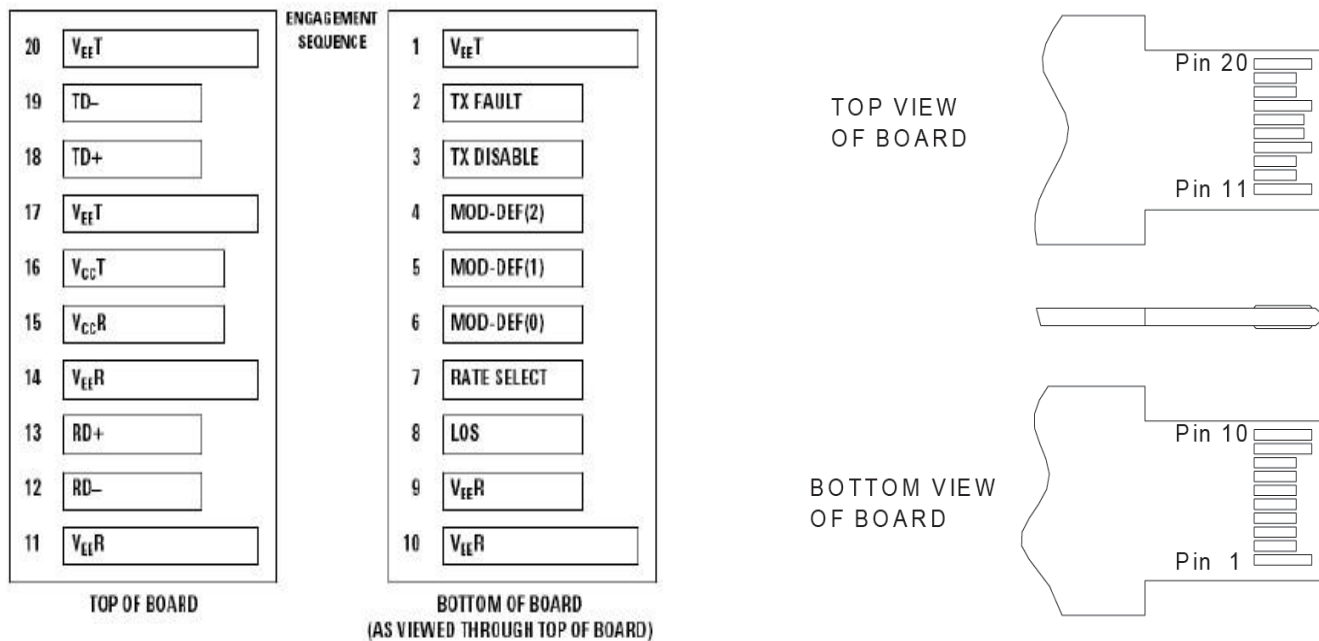 ENGAGEMENT
SEQUENCE
20 VEET
19 TD–
18 TD+
17 VEET
16 VCCT
15 VCCR
14 VEER
13 RD+
12 RD–
11 VEER
TOP OF BOARD
1 VEET
2 TX FAULT
3 TX DISABLE
4 MOD-DEF(2)
5 MOD-DEF(1)
6 MOD-DEF(0)
7 RATE SELECT
8 LOS
9 VEER
10 VEER
BOTTOM OF BOARD
(AS VIEWED THROUGH TOP OF BOARD)
TOP VIEW
OF BOARD
Pin 20
Pin 11
BOTTOM VIEW
OF BOARD
Pin 10
Pin 1